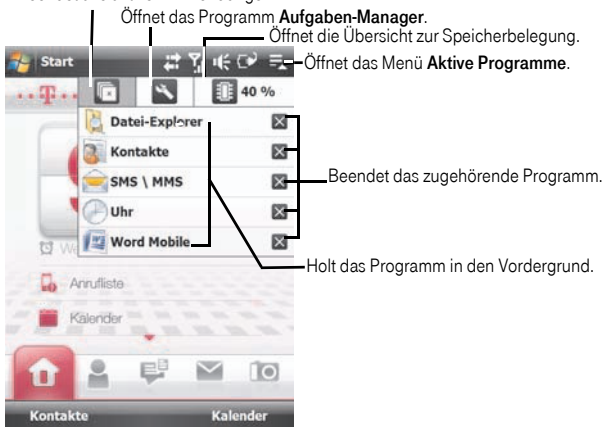 Öffnet das Programm Aufgaben-Manager.
Öffnet die Übersicht zur Speicherbelegung.
Start
Öffnet das Menü Aktive Programme.
T
40 %
Datei-Explorer
Kontakte
SMS \ MMS
Beendet das zugehörende Programm.
Uhr
Word Mobile
Holt das Programm in den Vordergrund.
Anrufliste
Kalender
Kontakte
Kalender